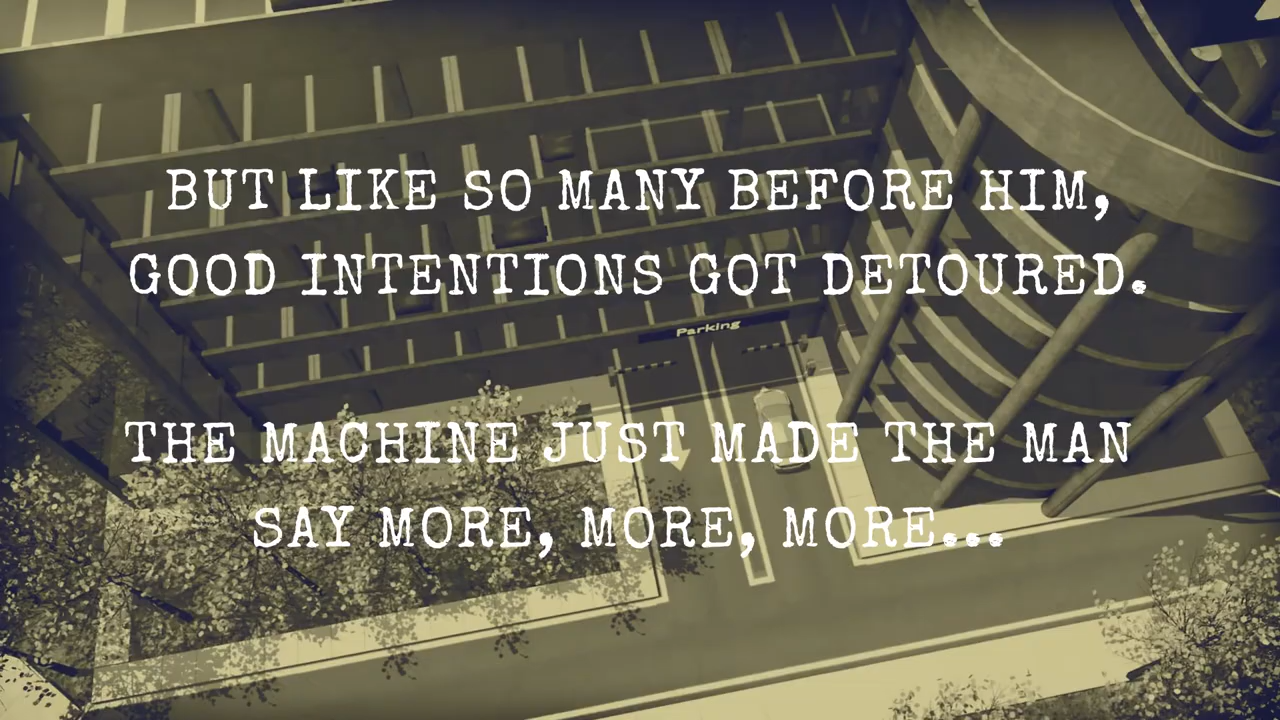 BUT LIKE SO MANY BEFORE HIM,
GOOD INTENTIONS GOT DETOURED.
Parking
THE MACHINE JUST MADE THE MAN
SAY MORE, MORE, MORE...